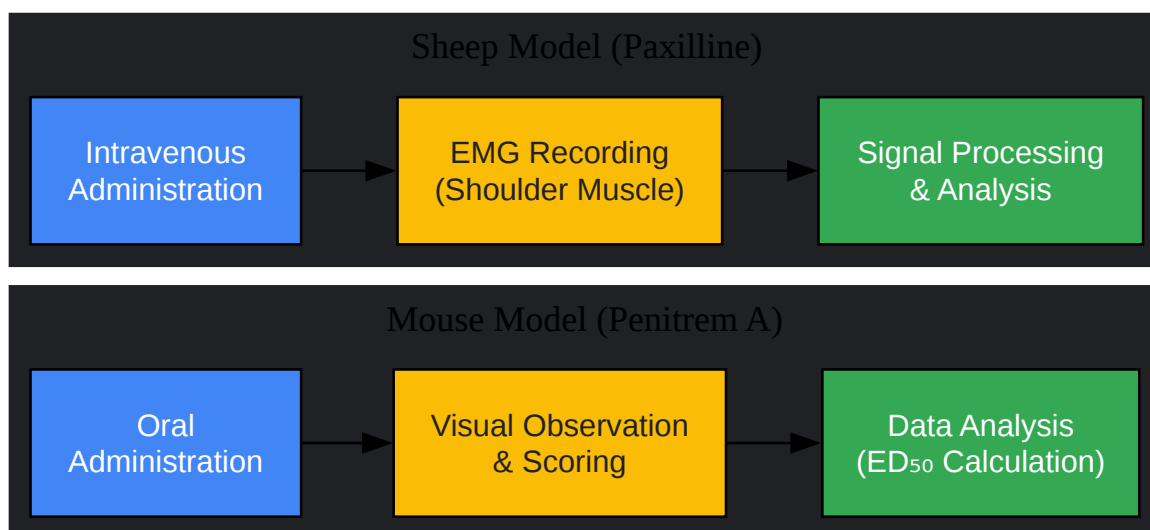 Sheep Model (Paxilline)
Intravenous
Administration
EMG Recording
(Shoulder Muscle)
Signal Processing
& Analysis
Mouse Model (Penitrem A)
Oral
Administration
Visual Observation
& Scoring
Data Analysis
(ED₅₀ Calculation)